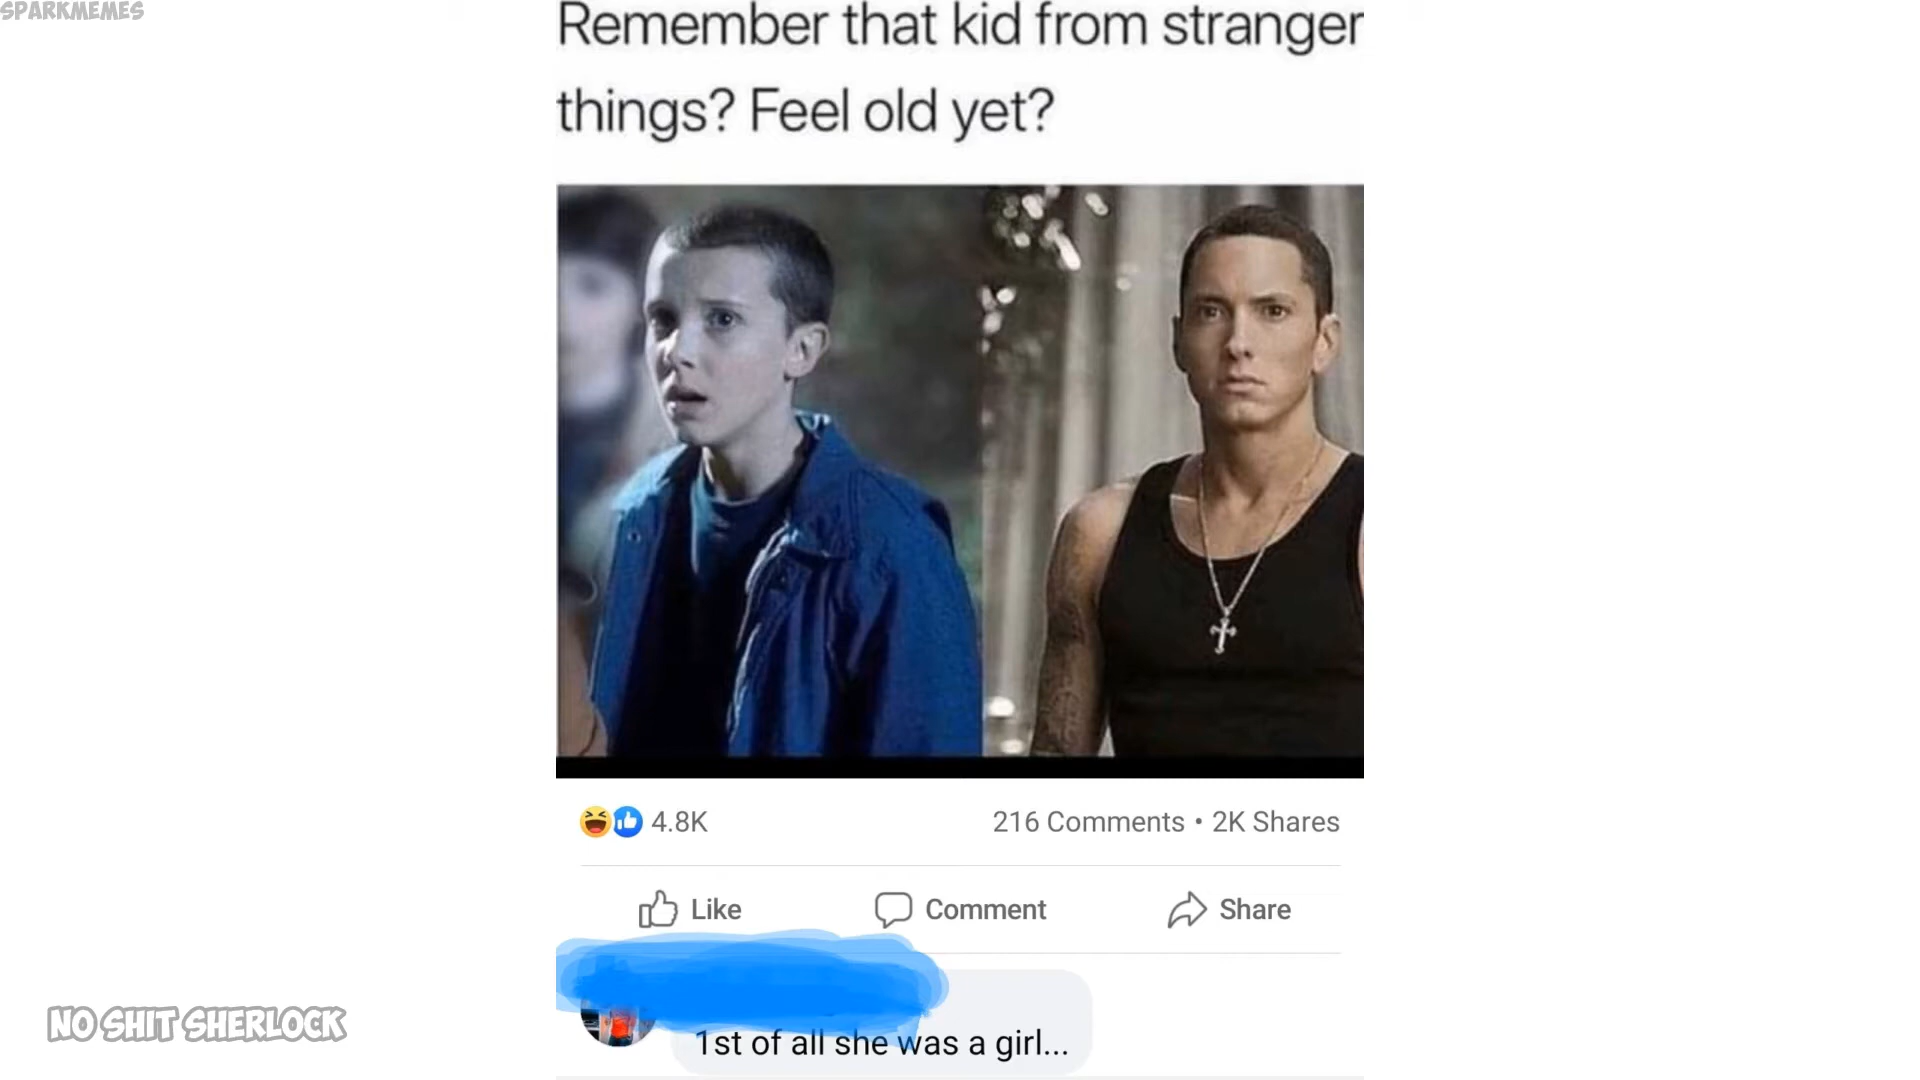 SPARKMEMES
Remember that kid from stranger
things? Feel old yet?
4.8K
216 Comments • 2K Shares
Like
Comment
Share
1st of all she was a girl...
NO SHIT SHERLOCK